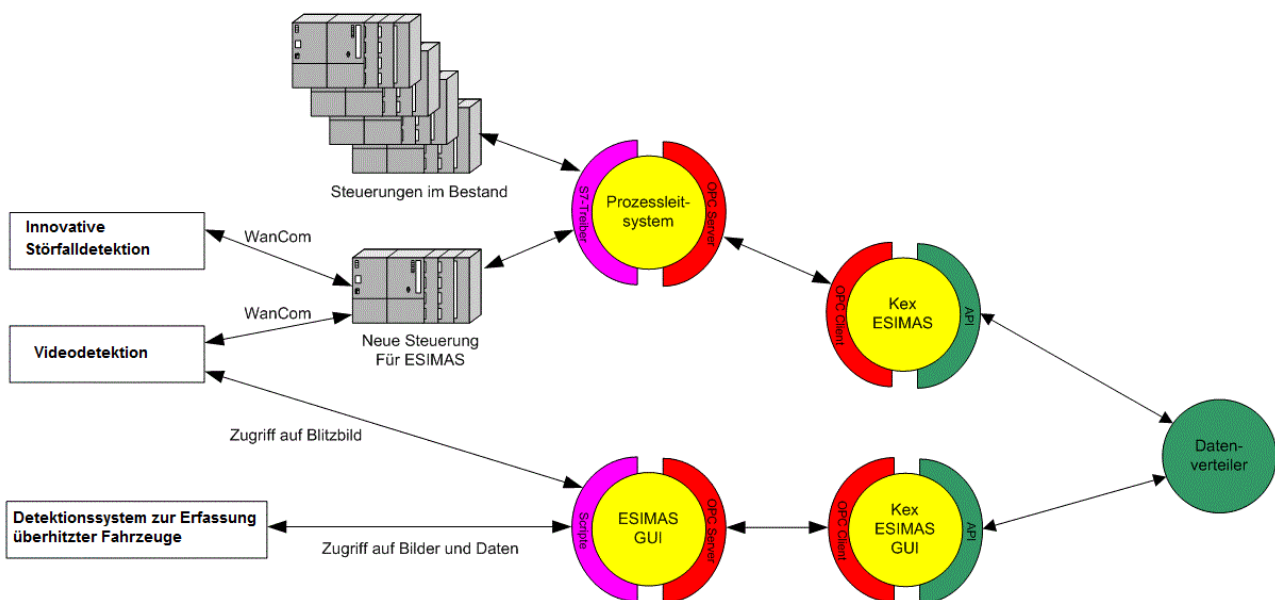 Steuerungen im Bestand
Innovative
Störfalldetektion
WanCom
WanCom
Videodetektion
Neue Steuerung
Für ESIMAS
S7-Treiber
Prozessleit-
system
OPC Server
OPC Client
Kex
ESIMAS
API
Zugriff auf Blitzbild
Daten-
verteiler
Detektionssystem zur Erfassung
überhitzter Fahrzeuge
Zugriff auf Bilder und Daten
Scripte
ESIMAS
GUI
OPC Server
OPC Client
Kex
ESIMAS
GUI
API